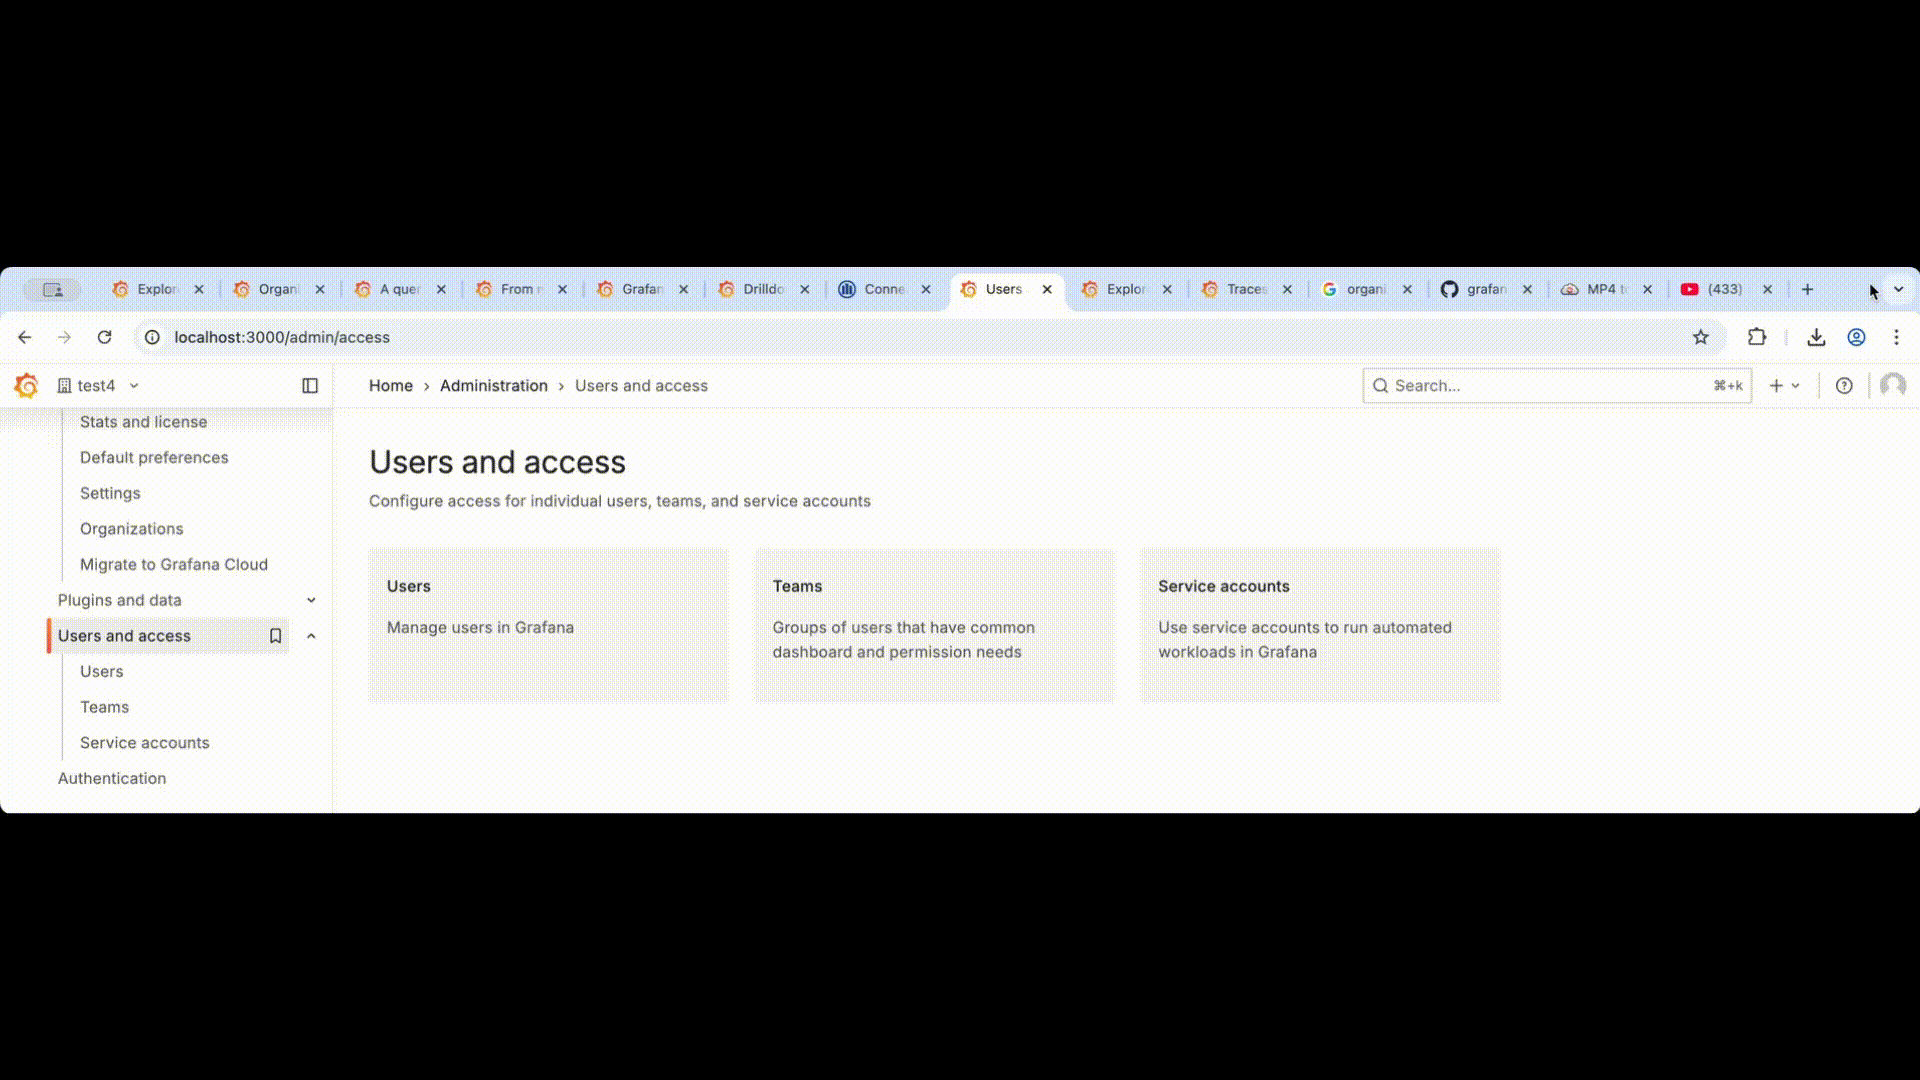 Explor
Organi
A quer
From n
Grafan
Drilldo
Conne
Users
Explor
Traces
organi
grafan
MP4 to
(433)
localhost:3000/admin/access
test4
Home › Administration › Users and access
Search... ⌘+k
Stats and license
Default preferences
Settings
Organizations
Migrate to Grafana Cloud
Plugins and data
Users and access
Users
Teams
Service accounts
Authentication
Users and access
Configure access for individual users, teams, and service accounts
Users
Manage users in Grafana
Teams
Groups of users that have common
dashboard and permission needs
Service accounts
Use service accounts to run automated
workloads in Grafana